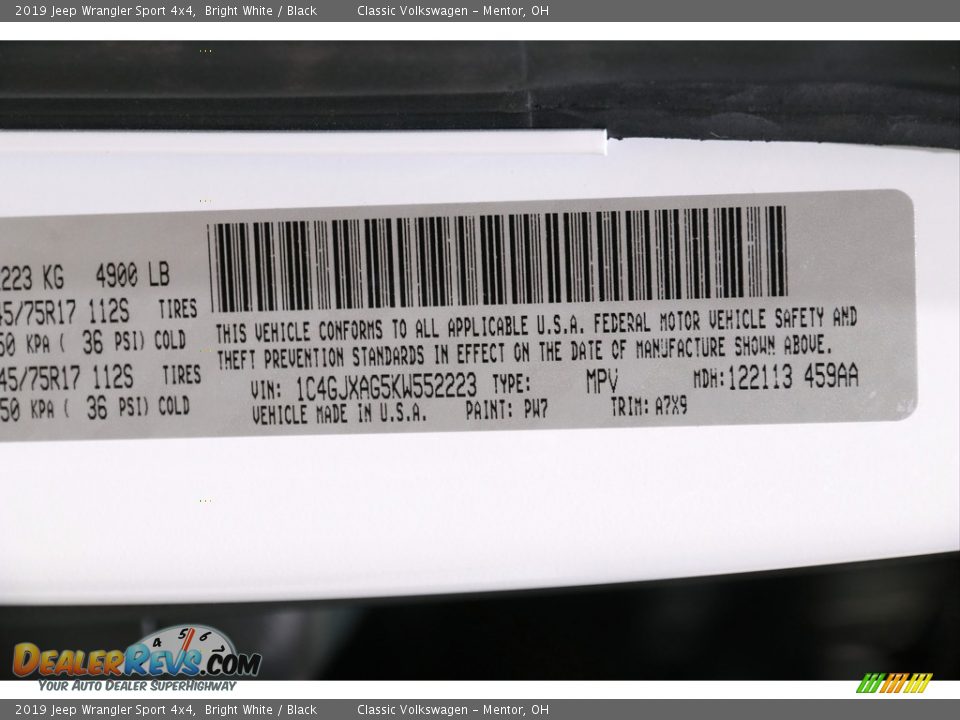 2019 Jeep Wrangler Sport 4x4, Bright White / Black Classic Volkswagen - Mentor, OH
223 KG 4900 LB
45/75R17 112S TIRES
50 KPA ( 36 PSI) COLD
45/75R17 112S TIRES
50 KPA ( 36 PSI) COLD
THIS VEHICLE CONFORMS TO ALL APPLICABLE U.S.A. FEDERAL MOTOR VEHICLE SAFETY AND
THEFT PREVENTION STANDARDS IN EFFECT ON THE DATE OF MANUFACTURE SHOWN ABOVE.
VIN: 1C4GJXAG5KW552223 TYPE: MPV MDH:122113 459AA
VEHICLE MADE IN U.S.A. PAINT: PW7 TRIM: A7X9
4 5 6 7
DEALERREVS.COM
YOUR AUTO DEALER SUPERHIGHWAY
2019 Jeep Wrangler Sport 4x4, Bright White / Black Classic Volkswagen - Mentor, OH